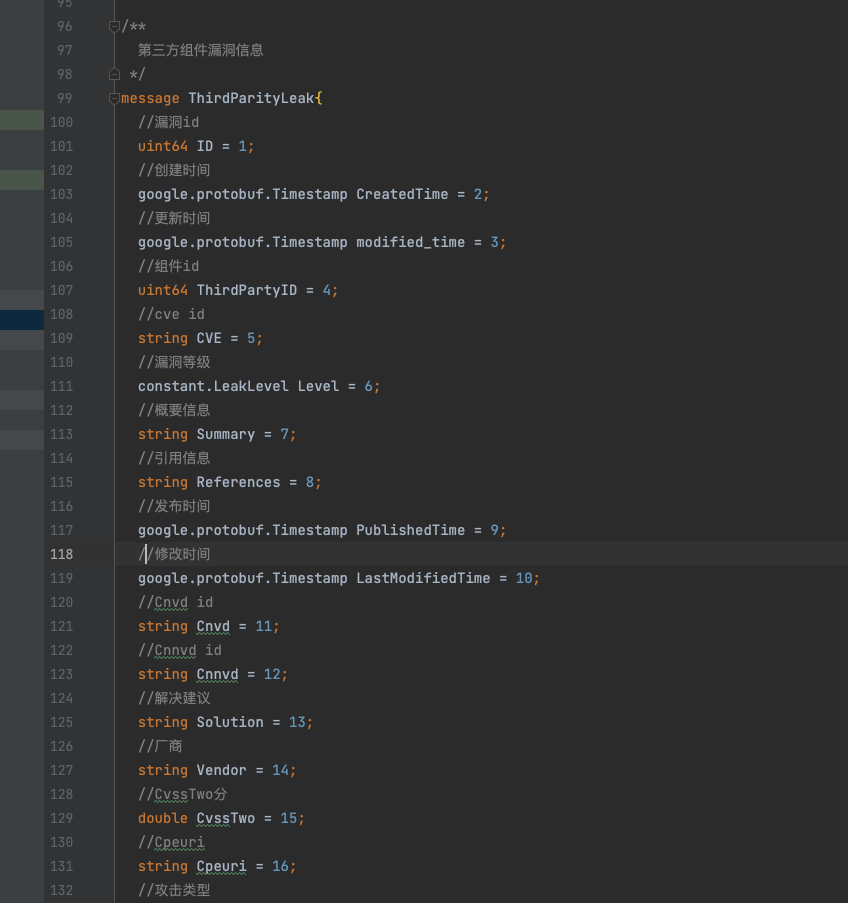 95
96 /**
97 第三方组件漏洞信息
98 */
99 message ThirdParityLeak{
100 //漏洞id
101 uint64 ID = 1;
102 //创建时间
103 google.protobuf.Timestamp CreatedTime = 2;
104 //更新时间
105 google.protobuf.Timestamp modified_time = 3;
106 //组件id
107 uint64 ThirdPartyID = 4;
108 //cve id
109 string CVE = 5;
110 //漏洞等级
111 constant.LeakLevel Level = 6;
112 //概要信息
113 string Summary = 7;
114 //引用信息
115 string References = 8;
116 //发布时间
117 google.protobuf.Timestamp PublishedTime = 9;
118 //修改时间
119 google.protobuf.Timestamp LastModifiedTime = 10;
120 //Cnvd id
121 string Cnvd = 11;
122 //Cnnvd id
123 string Cnnvd = 12;
124 //解决建议
125 string Solution = 13;
126 //厂商
127 string Vendor = 14;
128 //CvssTwo分
129 double CvssTwo = 15;
130 //Cpeuri
131 string Cpeuri = 16;
132 //攻击类型